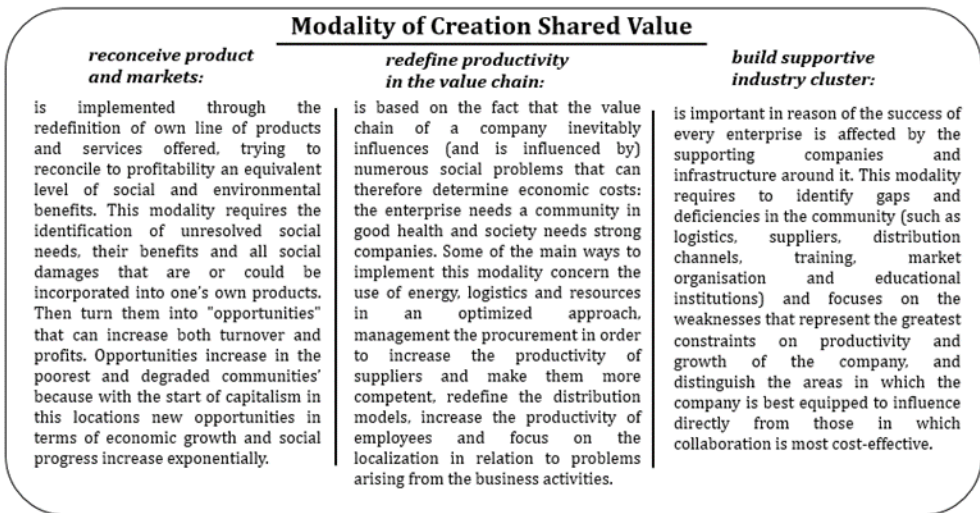 Modality of Creation Shared Value
reconceive product
and markets:
is implemented through the
redefinition of own line of products
and services offered, trying to
reconcile to profitability an equivalent
level of social and environmental
benefits. This modality requires the
identification of unresolved social
needs, their benefits and all social
damages that are or could be
incorporated into one's own products.
Then turn them into "opportunities"
that can increase both turnover and
profits. Opportunities increase in the
poorest and degraded communities'
because with the start of capitalism in
this locations new opportunities in
terms of economic growth and social
progress increase exponentially.
redefine productivity
in the value chain:
is based on the fact that the value
chain of a company inevitably
influences (and is influenced by)
numerous social problems that can
therefore determine economic costs:
the enterprise needs a community in
good health and society needs strong
companies. Some of the main ways to
implement this modality concern the
use of energy, logistics and resources
in an optimized approach,
management the procurement in order
to increase the productivity of
suppliers and make them more
competent, redefine the distribution
models, increase the productivity of
employees and focus on the
localization in relation to problems
arising from the business activities.
build supportive
industry cluster:
is important in reason of the success of
every enterprise is affected by the
supporting companies and
infrastructure around it. This modality
requires to identify gaps and
deficiencies in the community (such as
logistics, suppliers, distribution
channels, training, market
organisation and educational
institutions) and focuses on the
weaknesses that represent the greatest
constraints on productivity and
growth of the company, and
distinguish the areas in which the
company is best equipped to influence
directly from those in which
collaboration is most cost-effective.